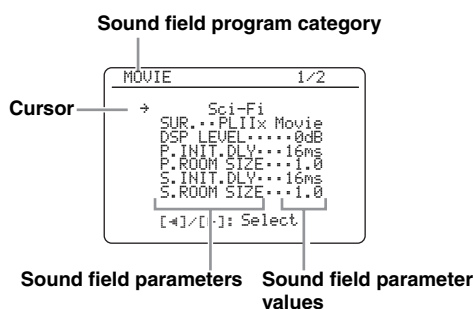 Sound field program category
MOVIE 1/2
Cursor → Sci-Fi
SUR.··PLIIx Movie
DSP LEVEL·····0dB
P.INIT.DLY···16ms
P.ROOM SIZE···1.0
S.INIT.DLY···16ms
S.ROOM SIZE···1.0
[◀]/[▶]: Select
Sound field parameters Sound field parameter
values